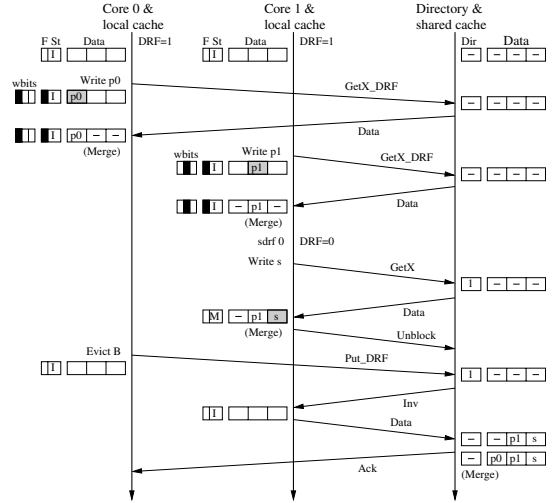 Core 0 & local cache
Core 1 & local cache
Directory & shared cache
F St Data DRF=1
F St Data DRF=1
Dir Data
I
I
– – – –
wbits Write p0
GetX_DRF
I p0
– – – –
Data
I p0 – –
(Merge)
wbits Write p1
GetX_DRF
I p1
– – – –
Data
I – p1 –
(Merge)
sdrf 0 DRF=0
Write s
GetX
1 – – –
Data
M – p1 s
(Merge)
Unblock
Evict B
Put_DRF
I
1 – – –
Inv
I
Data
– – p1 s
Ack
– p0 p1 s
(Merge)